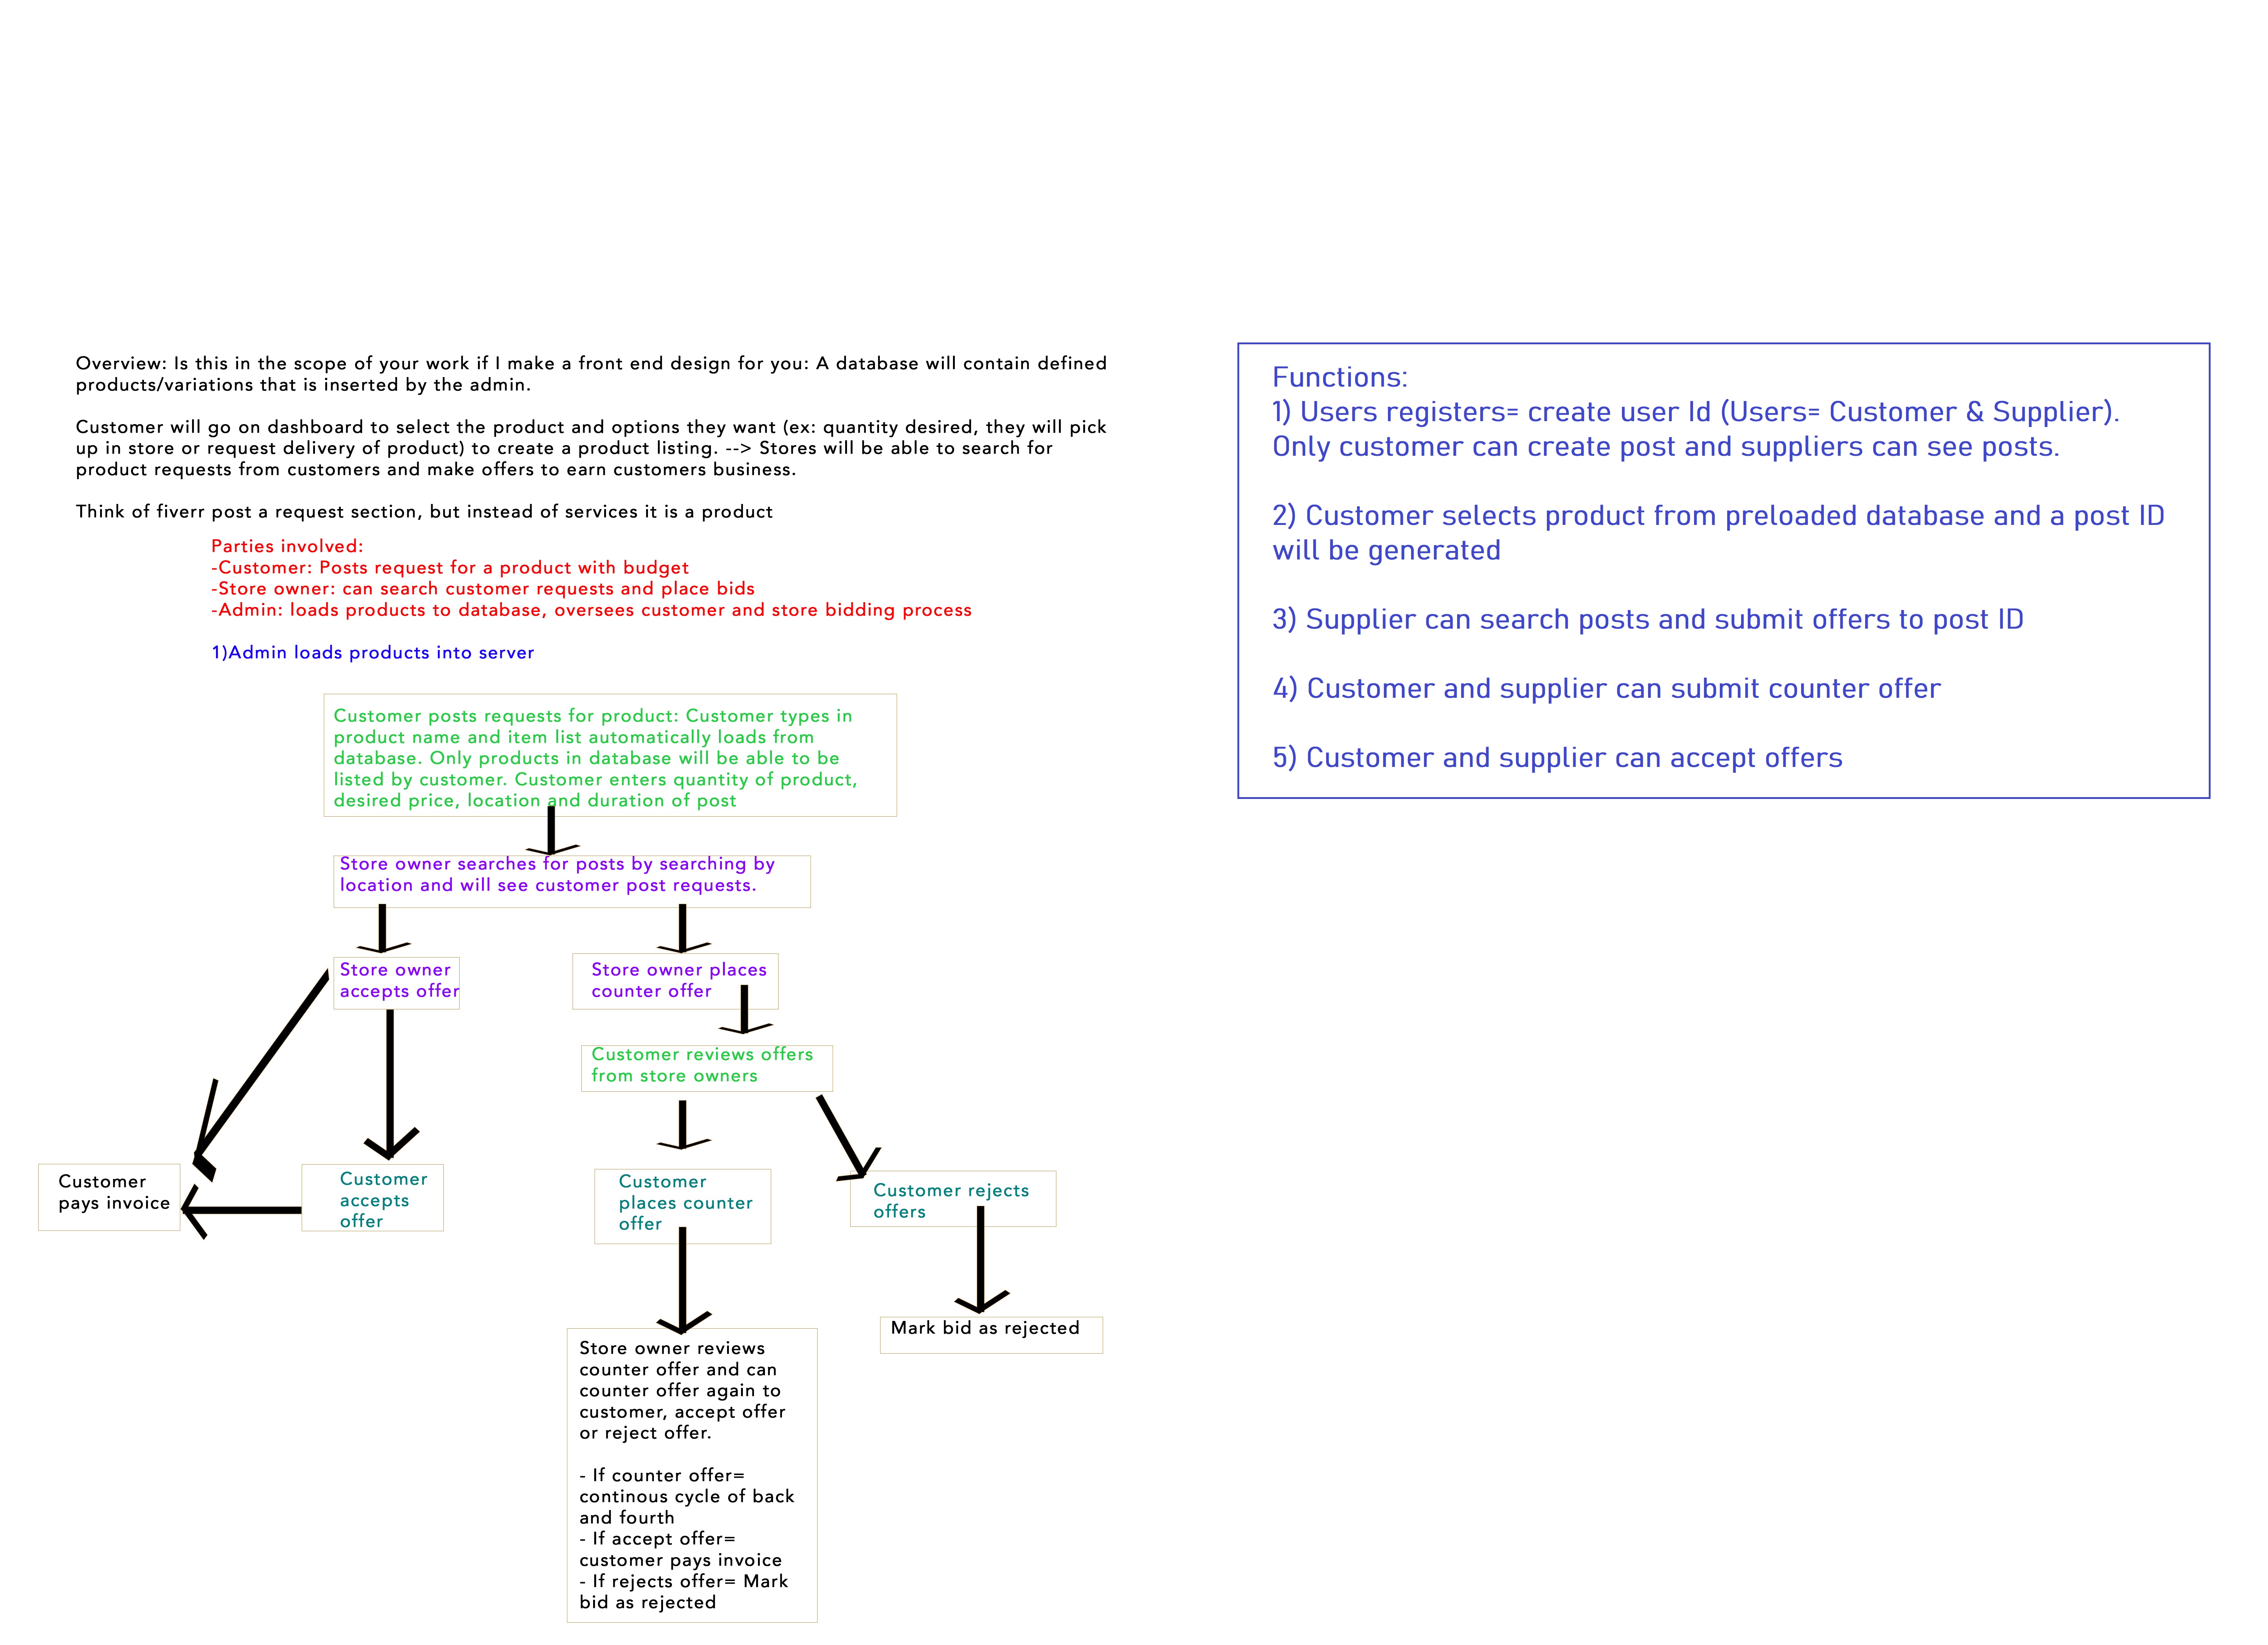 Overview: Is this in the scope of your work if I make a front end design for you: A database will contain defined
products/variations that is inserted by the admin.
Customer will go on dashboard to select the product and options they want (ex: quantity desired, they will pick
up in store or request delivery of product) to create a product listing. --> Stores will be able to search for
product requests from customers and make offers to earn customers business.
Think of fiverr post a request section, but instead of services it is a product
Parties involved:
-Customer: Posts request for a product with budget
-Store owner: can search customer requests and place bids
-Admin: loads products to database, oversees customer and store bidding process
1)Admin loads products into server
Customer posts requests for product: Customer types in
product name and item list automatically loads from
database. Only products in database will be able to be
listed by customer. Customer enters quantity of product,
desired price, location and duration of post
Store owner searches for posts by searching by
location and will see customer post requests.
Store owner
accepts offer
Store owner places
counter offer
Customer reviews offers
from store owners
Customer
pays invoice
Customer
accepts
offer
Customer
places counter
offer
Customer rejects
offers
Mark bid as rejected
Store owner reviews
counter offer and can
counter offer again to
customer, accept offer
or reject offer.
- If counter offer=
continous cycle of back
and fourth
- If accept offer=
customer pays invoice
- If rejects offer= Mark
bid as rejected
Functions:
1) Users registers= create user Id (Users= Customer & Supplier).
Only customer can create post and suppliers can see posts.
2) Customer selects product from preloaded database and a post ID
will be generated
3) Supplier can search posts and submit offers to post ID
4) Customer and supplier can submit counter offer
5) Customer and supplier can accept offers